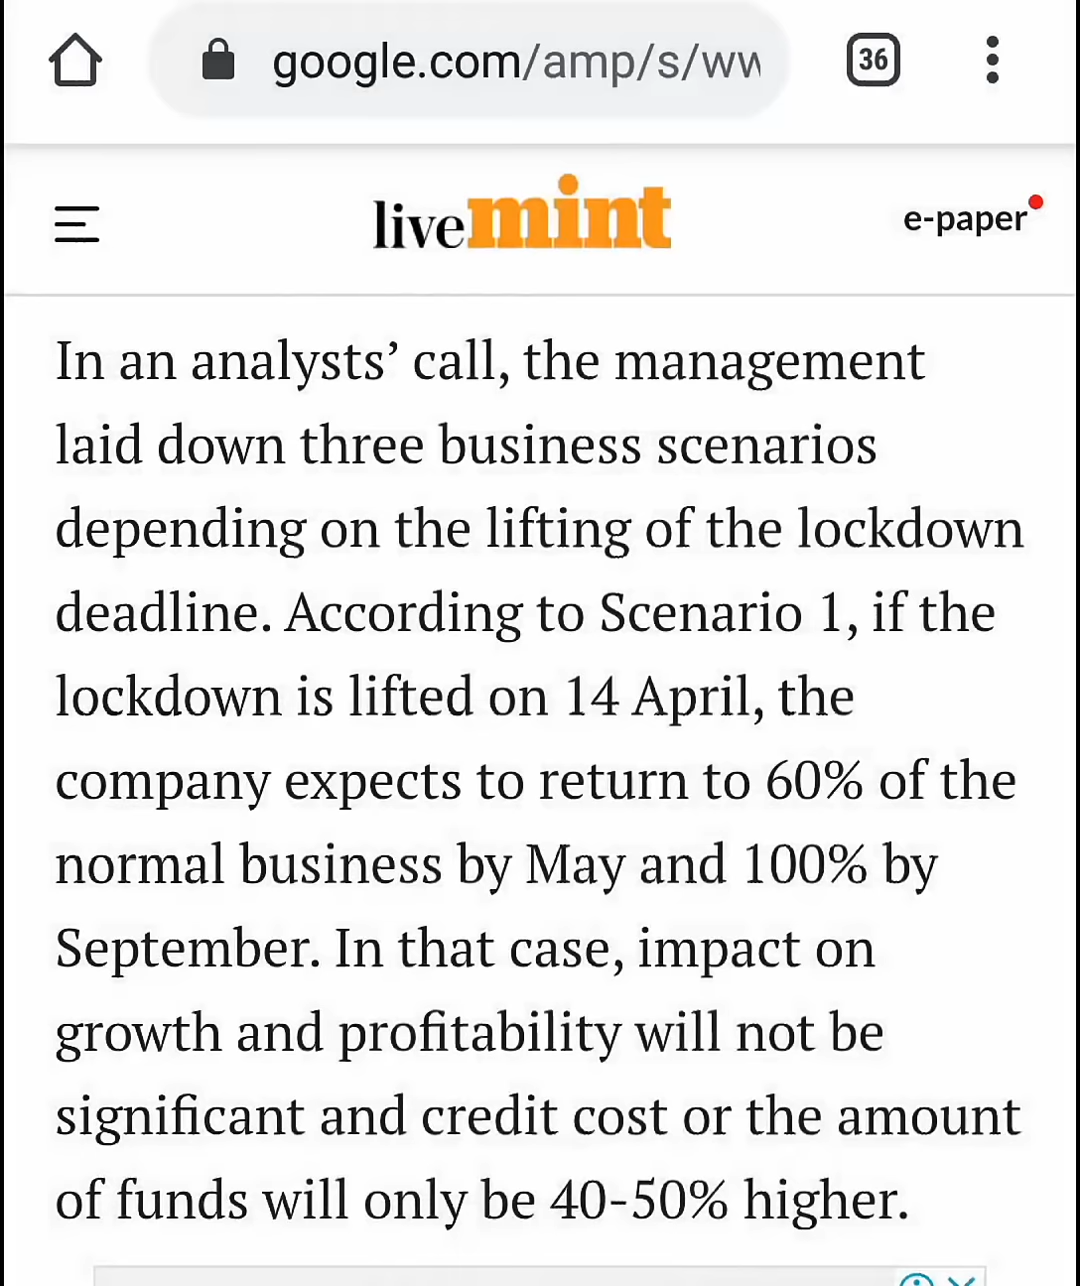 google.com/amp/s/ww
36
livemint
e-paper
In an analysts’ call, the management
laid down three business scenarios
depending on the lifting of the lockdown
deadline. According to Scenario 1, if the
lockdown is lifted on 14 April, the
company expects to return to 60% of the
normal business by May and 100% by
September. In that case, impact on
growth and profitability will not be
significant and credit cost or the amount
of funds will only be 40-50% higher.